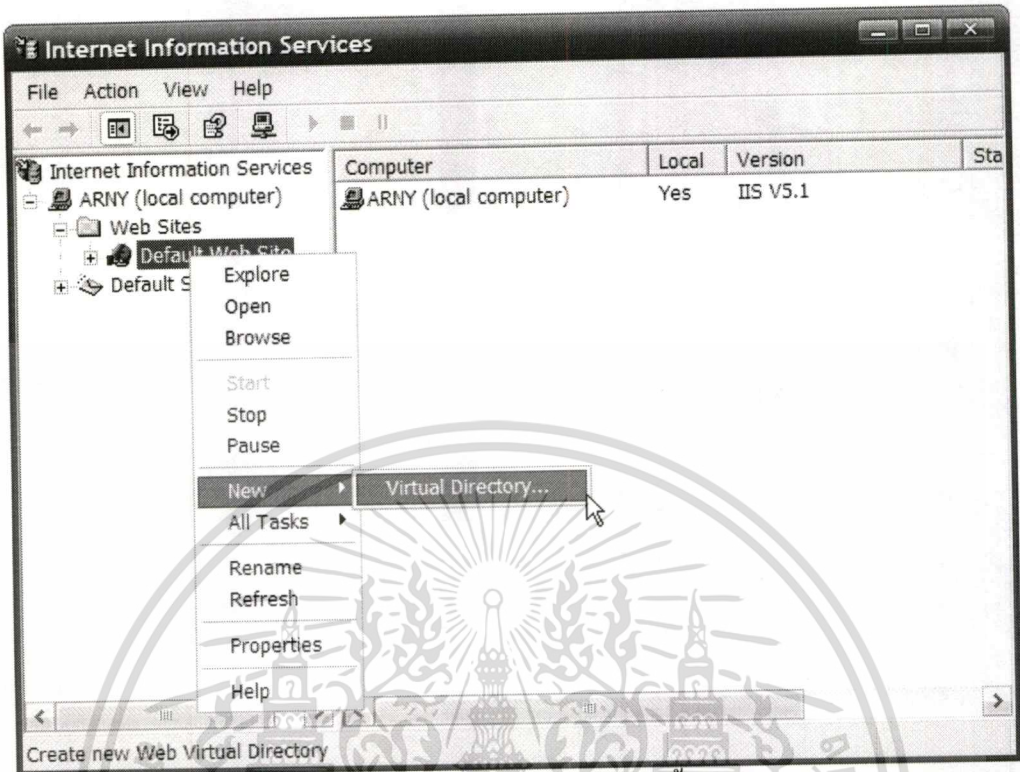 Internet Information Services
File Action View Help
Internet Information Services
ARNY (local computer)
Web Sites
Default Web Site
Default S
Computer Local Version Sta
ARNY (local computer) Yes IIS V5.1
Explore
Open
Browse
Start
Stop
Pause
New
Virtual Directory...
All Tasks
Rename
Refresh
Properties
Help
Create new Web Virtual Directory